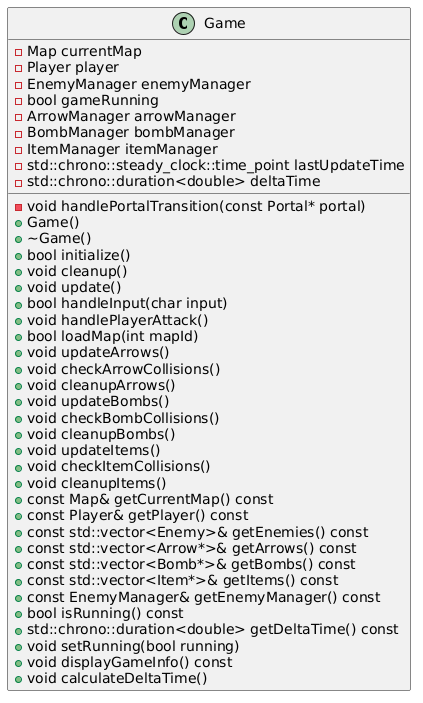 C Game
Map currentMap
Player player
EnemyManager enemyManager
bool gameRunning
ArrowManager arrowManager
BombManager bombManager
ItemManager itemManager
std::chrono::steady_clock::time_point lastUpdateTime
std::chrono::duration<double> deltaTime
void handlePortalTransition(const Portal* portal)
Game()
~Game()
bool initialize()
void cleanup()
void update()
bool handleInput(char input)
void handlePlayerAttack()
bool loadMap(int mapId)
void updateArrows()
void checkArrowCollisions()
void cleanupArrows()
void updateBombs()
void checkBombCollisions()
void cleanupBombs()
void updateItems()
void checkItemCollisions()
void cleanupItems()
const Map& getCurrentMap() const
const Player& getPlayer() const
const std::vector<Enemy>& getEnemies() const
const std::vector<Arrow*>& getArrows() const
const std::vector<Bomb*>& getBombs() const
const std::vector<Item*>& getItems() const
const EnemyManager& getEnemyManager() const
bool isRunning() const
std::chrono::duration<double> getDeltaTime() const
void setRunning(bool running)
void displayGameInfo() const
void calculateDeltaTime()